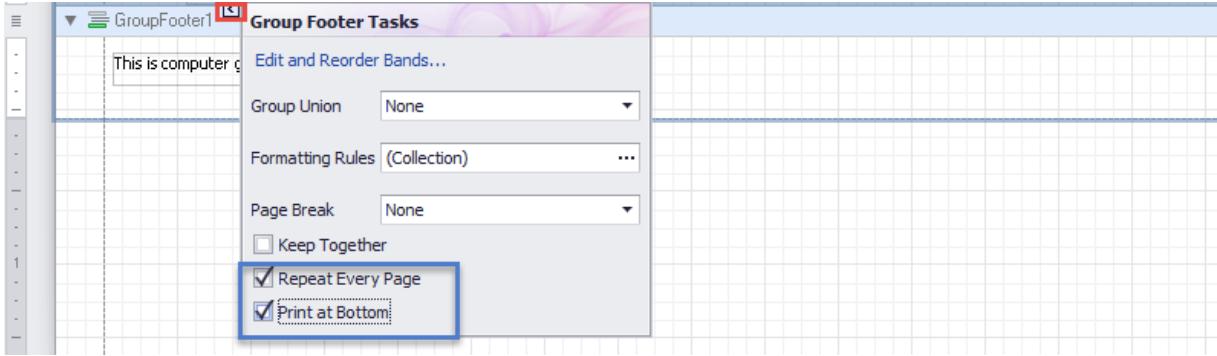 GroupFooter1
Group Footer Tasks
This is computer
Edit and Reorder Bands...
Group Union None
Formatting Rules (Collection) ...
Page Break None
Keep Together
1
Repeat Every Page
Print at Bottom